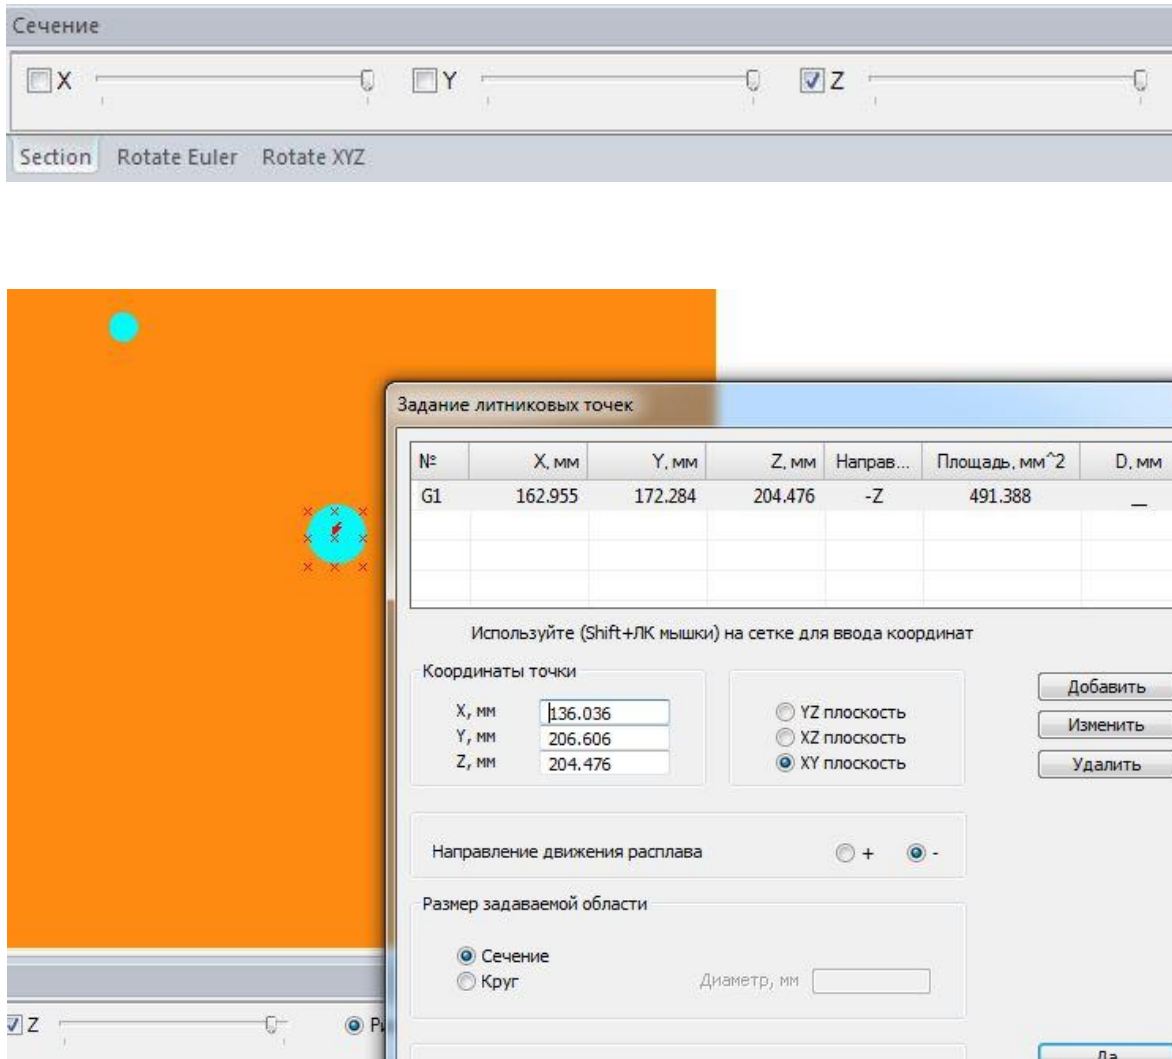 Сечение
X Y Z
Section Rotate Euler Rotate XYZ
Задание литниковых точек
№ X, мм Y, мм Z, мм Направ... Площадь, мм^2 D, мм
G1 162.955 172.284 204.476 -Z 491.388 __
Используйте (Shift+ЛК мышки) на сетке для ввода координат
Координаты точки
X, мм 136.036
Y, мм 206.606
Z, мм 204.476
YZ плоскость
XZ плоскость
XY плоскость
Добавить
Изменить
Удалить
Направление движения расплава + -
Размер задаваемой области
Сечение
Круг Диаметр, мм
Z
Да